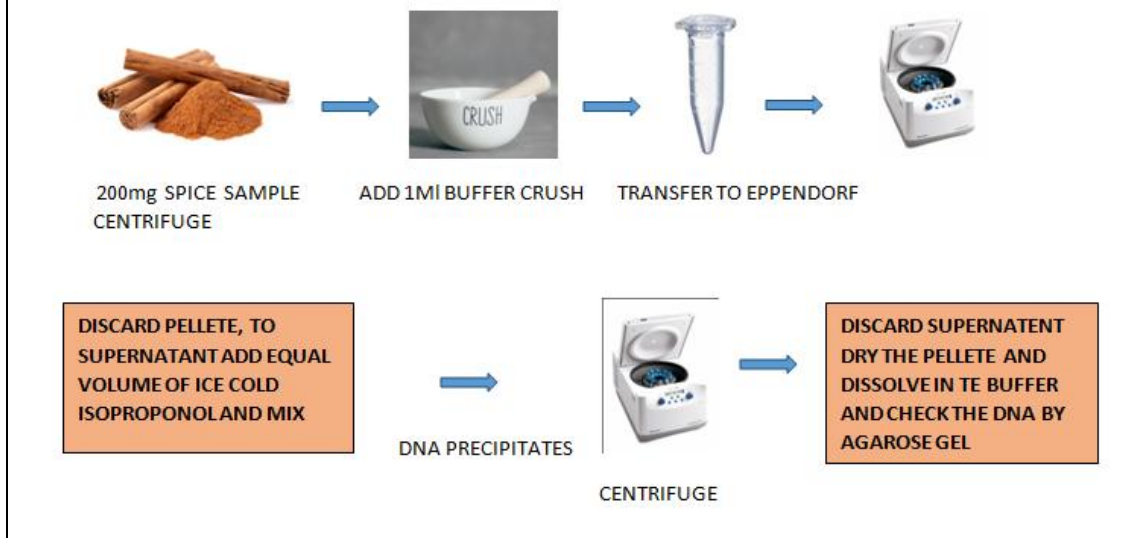 CRUSH
200mg SPICE SAMPLE
CENTRIFUGE
ADD 1Ml BUFFER CRUSH
TRANSFER TO EPPENDORF
DISCARD PELLETE, TO
SUPERNATANT ADD EQUAL
VOLUME OF ICE COLD
ISOPROPONOL AND MIX
DNA PRECIPITATES
CENTRIFUGE
DISCARD SUPERNATENT
DRY THE PELLETE AND
DISSOLVE IN TE BUFFER
AND CHECK THE DNA BY
AGAROSE GEL